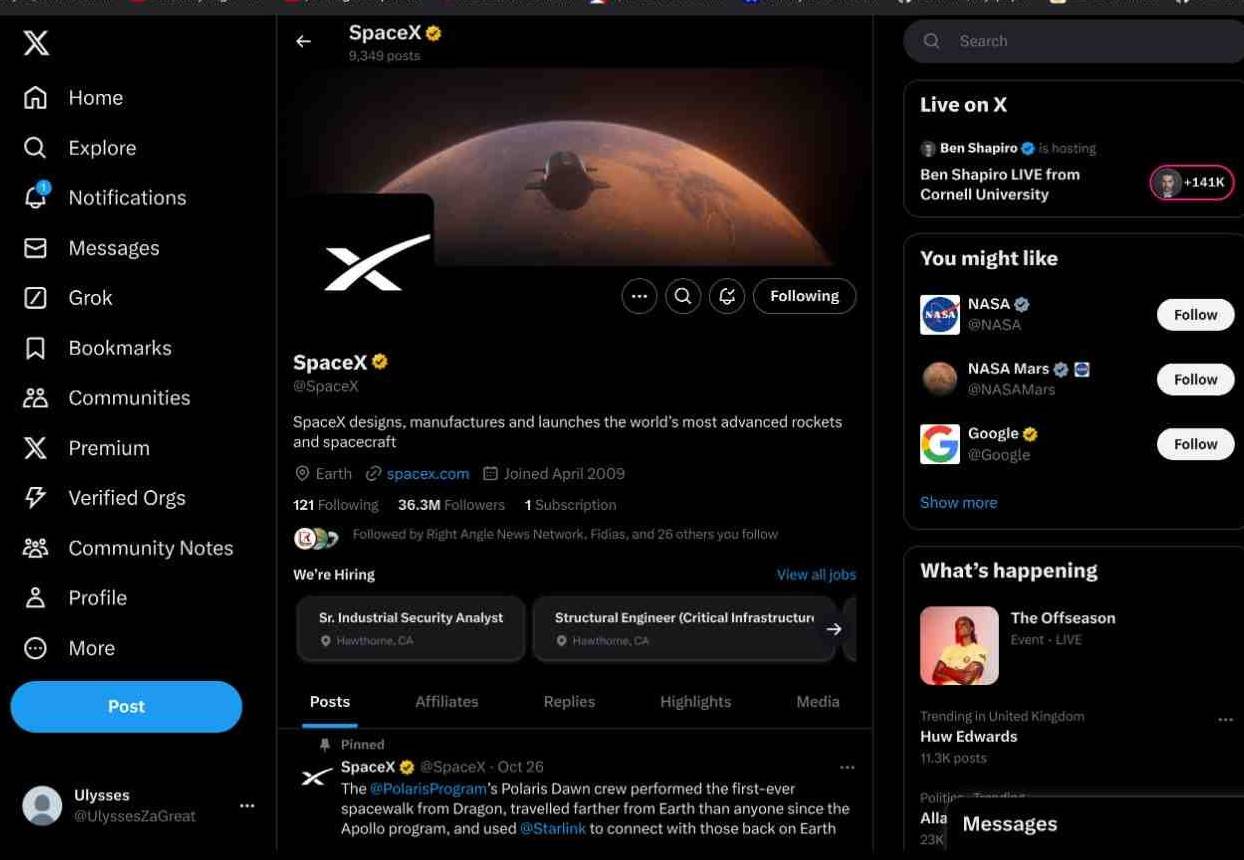 SpaceX
9,349 posts
Search
Home
Explore
1
Notifications
Messages
Grok
Bookmarks
Communities
Premium
Verified Orgs
Community Notes
Profile
More
Post
Ulysses
@UlyssesZaGreat
Following
SpaceX
@SpaceX
SpaceX designs, manufactures and launches the world's most advanced rockets
and spacecraft
Earth spacex.com Joined April 2009
121 Following 36.3M Followers 1 Subscription
Followed by Right Angle News Network, Fidias, and 26 others you follow
We're Hiring View all jobs
Sr. Industrial Security Analyst
Hawthorne, CA
Structural Engineer (Critical Infrastructur
Hawthorne, CA
Posts Affiliates Replies Highlights Media
Pinned
SpaceX @SpaceX · Oct 26
The @PolarisProgram's Polaris Dawn crew performed the first-ever
spacewalk from Dragon, travelled farther from Earth than anyone since the
Apollo program, and used @Starlink to connect with those back on Earth
Live on X
Ben Shapiro is hosting
Ben Shapiro LIVE from
Cornell University
+141K
You might like
NASA
NASA
@NASA
Follow
NASA Mars
@NASAMars
Follow
Google
@Google
Follow
Show more
What's happening
The Offseason
Event · LIVE
Trending in United Kingdom
Huw Edwards
11.3K posts
Politics · Trending
Alla
23K
Messages